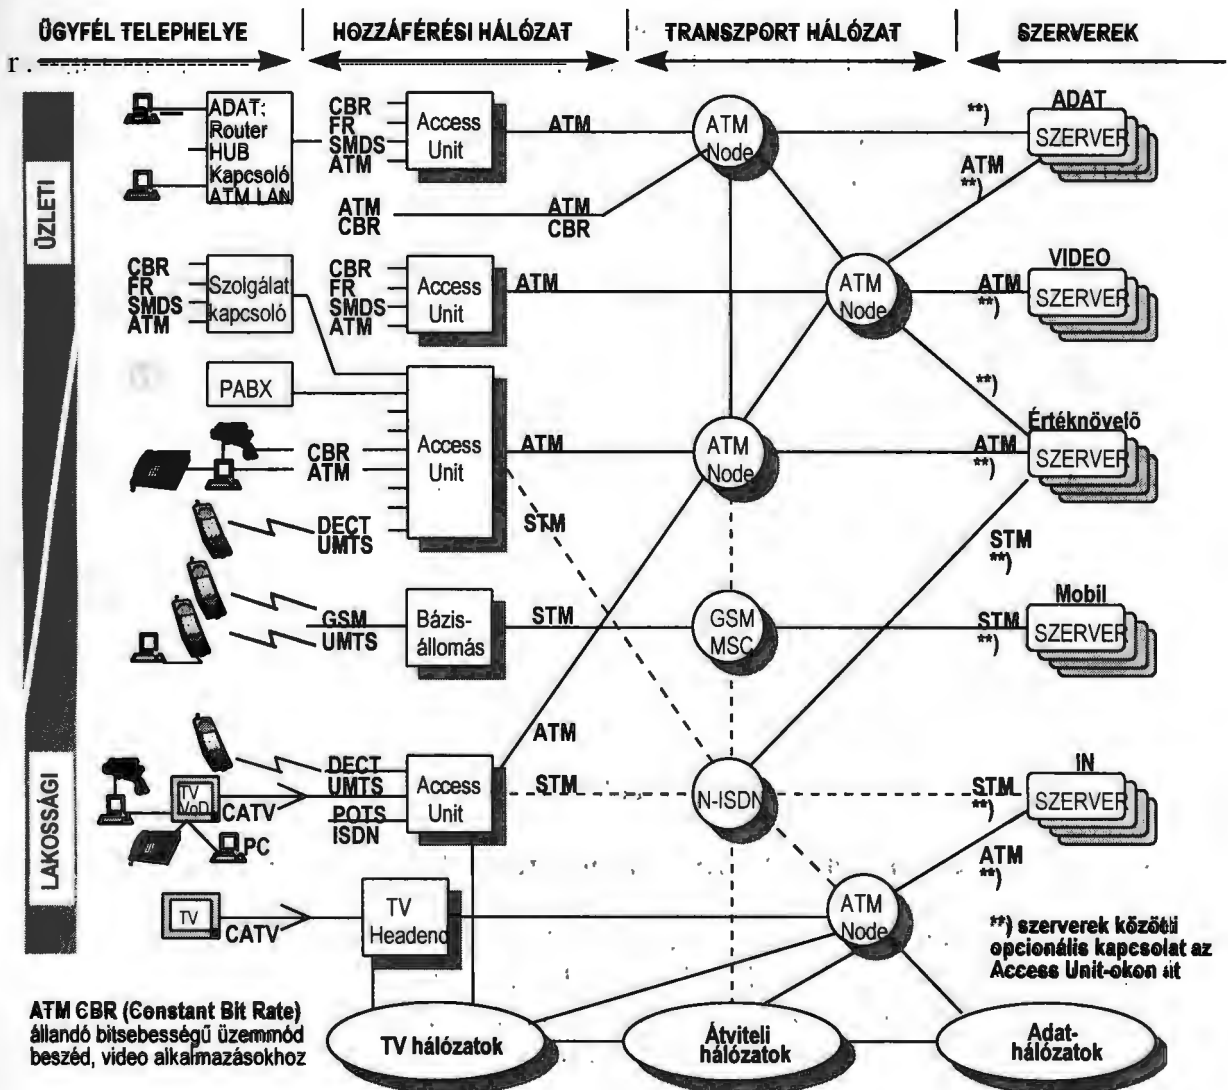 ÜGYFÉL TELEPHELYE
HOZZÁFÉRÉSI HÁLÓZAT
TRANSZPORT HÁLÓZAT
SZERVEREK
ÜZLETI
LAKOSSÁGI
ADAT:
Router
HUB
Kapcsoló
ATM LAN
CBR
FR
SMDS
ATM
Access
Unit
ATM
ATM
Node
**)
ADAT
SZERVER
ATM
**)
ATM
CBR
ATM
CBR
CBR
FR
SMDS
ATM
Szolgálat
kapcsoló
CBR
FR
SMDS
ATM
Access
Unit
ATM
ATM
Node
VIDEO
ATM
**)
SZERVER
PABX
**)
CBR
ATM
Access
Unit
ATM
ATM
Node
Értéknövelő
ATM
**)
SZERVER
DECT
UMTS
STM
STM
**)
GSM
UMTS
Bázis-
állomás
STM
GSM
MSC
Mobil
STM
**)
SZERVER
ATM
DECT
UMTS
TV
VoD
CATV
POTS
ISDN
PC
Access
Unit
STM
N-ISDN
IN
STM
**)
SZERVER
ATM
**)
TV
CATV
TV
Headend
ATM
Node
**) szerverek közötti
opcionális kapcsolat az
Access Unit-okon át
ATM CBR (Constant Bit Rate)
állandó bitsebességű üzemmód
beszéd, video alkalmazásokhoz
TV hálózatok
Átviteli
hálózatok
Adat-
hálózatok